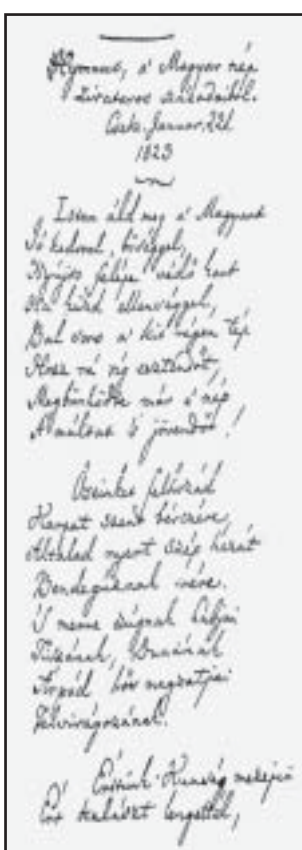 Hymnus, a' Magyar nép
zivataros századaiból.
Cseke. Januar. 22d
1823
Isten áld meg a' Magyart
Jó kedvvel, bőséggel,
Nyújts feléje védő kart
Ha küzd ellenséggel,
Bal sors a' kit régen tép
Hozz rá víg esztendőt,
Megbünhödte már e' nép
A' multat 's jövendőt!
Őseinket felhozád
Kárpát szent bérczére,
Általad nyert szép hazát
Bendegúznak vére.
'S merre zúgnak habjai
Tiszának, Dunának
Árpád' hős magzatjai
Felvirágozának.
Értünk Kunság mezején
Ért kalászt lengettél,